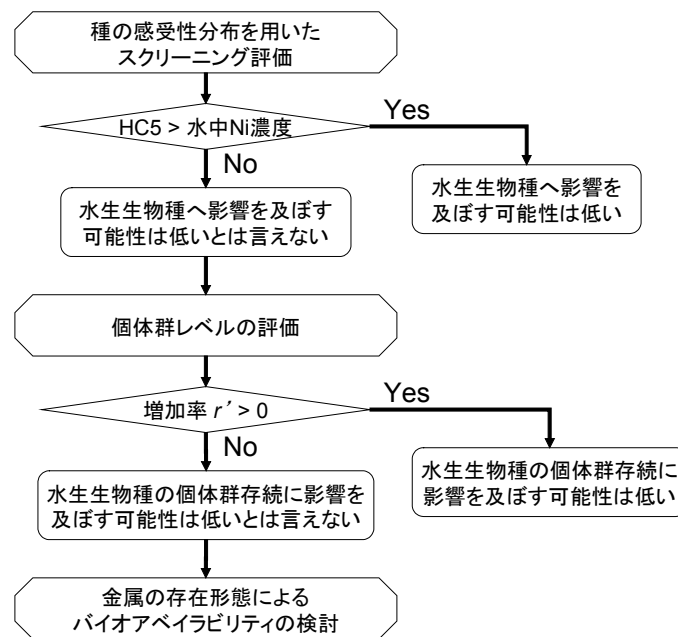 種の感受性分布を用いた
スクリーニング評価
HC5 > 水中Ni濃度
Yes
No
水生生物種へ影響を
及ぼす可能性は低い
水生生物種へ影響を及ぼす
可能性は低いとは言えない
個体群レベルの評価
増加率 r’ > 0
Yes
No
水生生物種の個体群存続に
影響を及ぼす可能性は低い
水生生物種の個体群存続に影響を
及ぼす可能性は低いとは言えない
金属の存在形態による
バイオアベイラビリティの検討